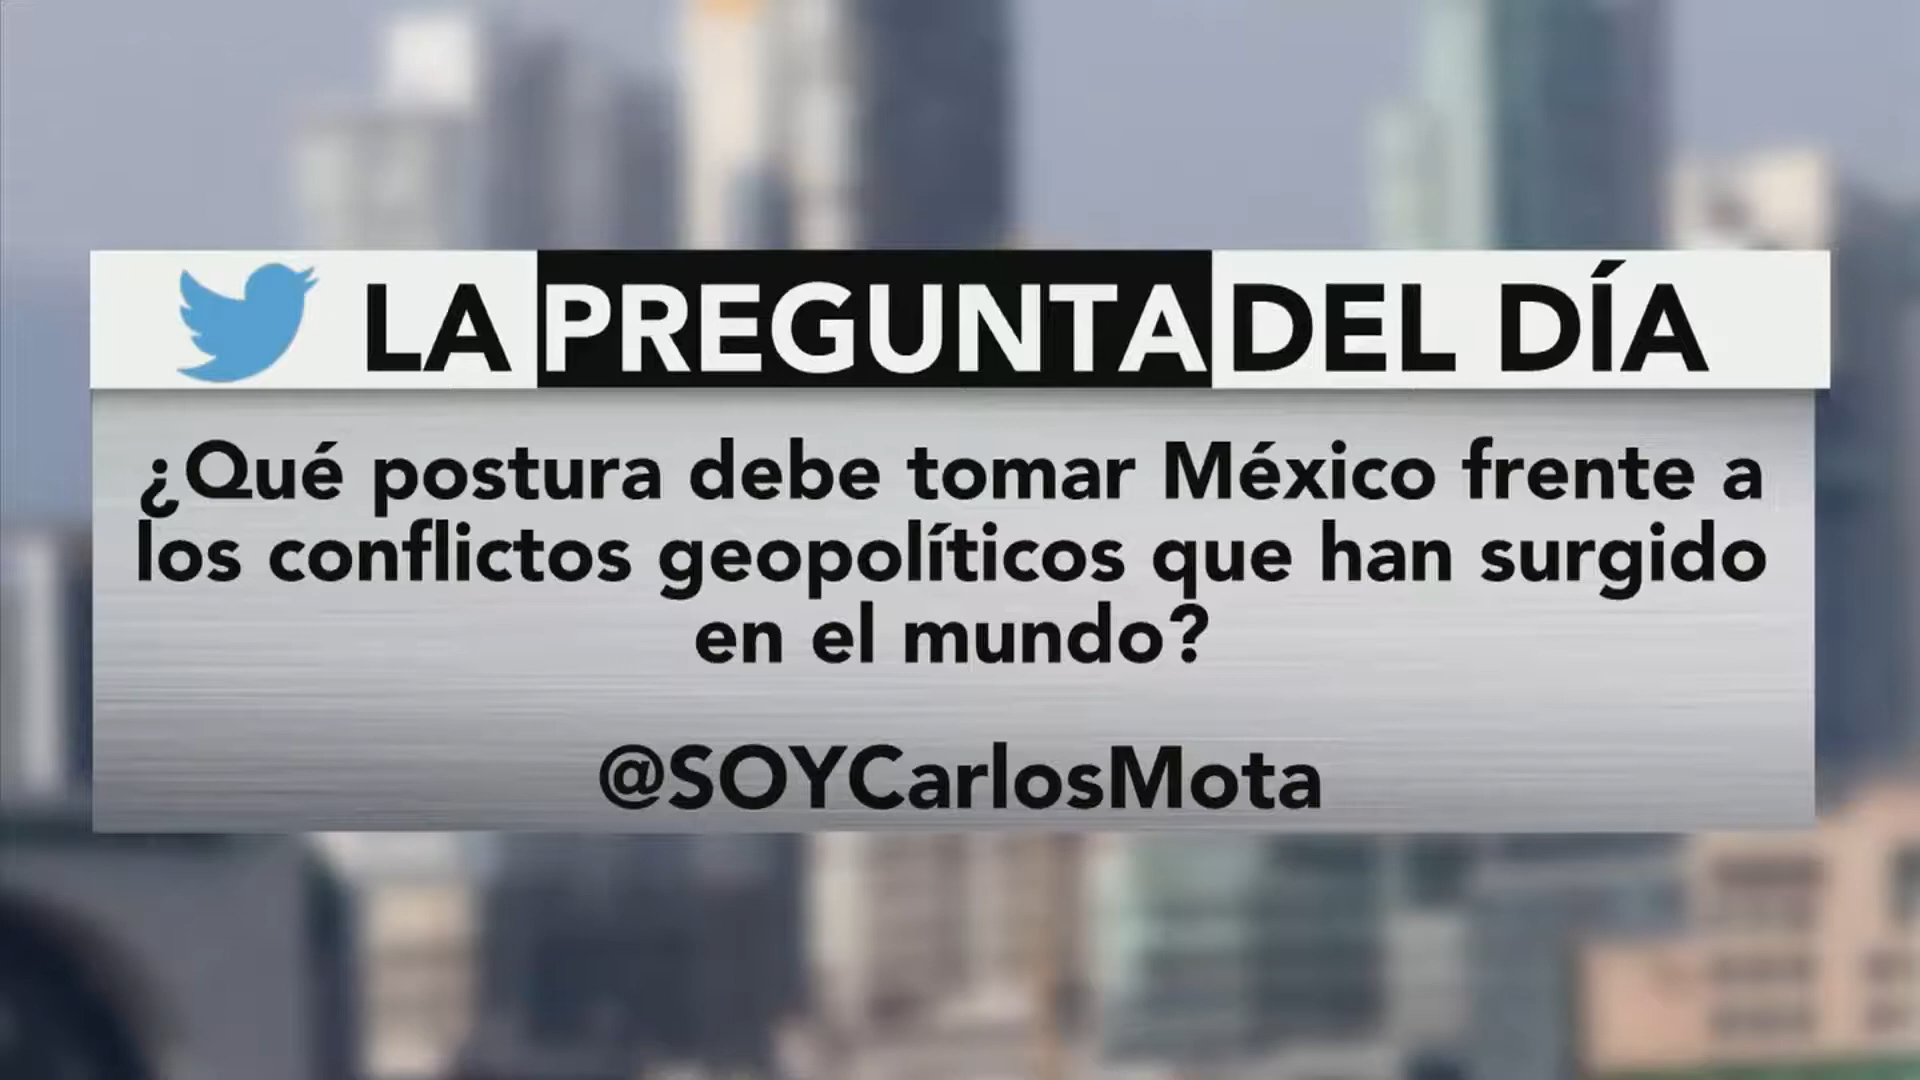 LA PREGUNTA DEL DÍA
¿Qué postura debe tomar México frente a
los conflictos geopolíticos que han surgido
en el mundo?
@SOYCarlosMota